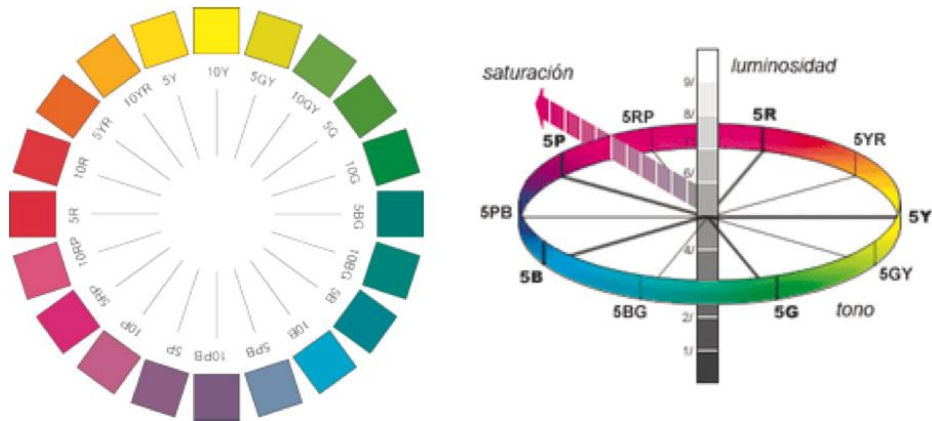 10Y
5GY
10GY
5G
10G
5BG
10BG
5B
10B
5PB
10PB
5P
10P
5RP
10RP
5R
10R
5YR
10YR
5Y
saturación
luminosidad
9/
8/
6/
4/
2/
1/
5P
5RP
5R
5YR
5Y
5GY
tono
5G
5BG
5B
5PB